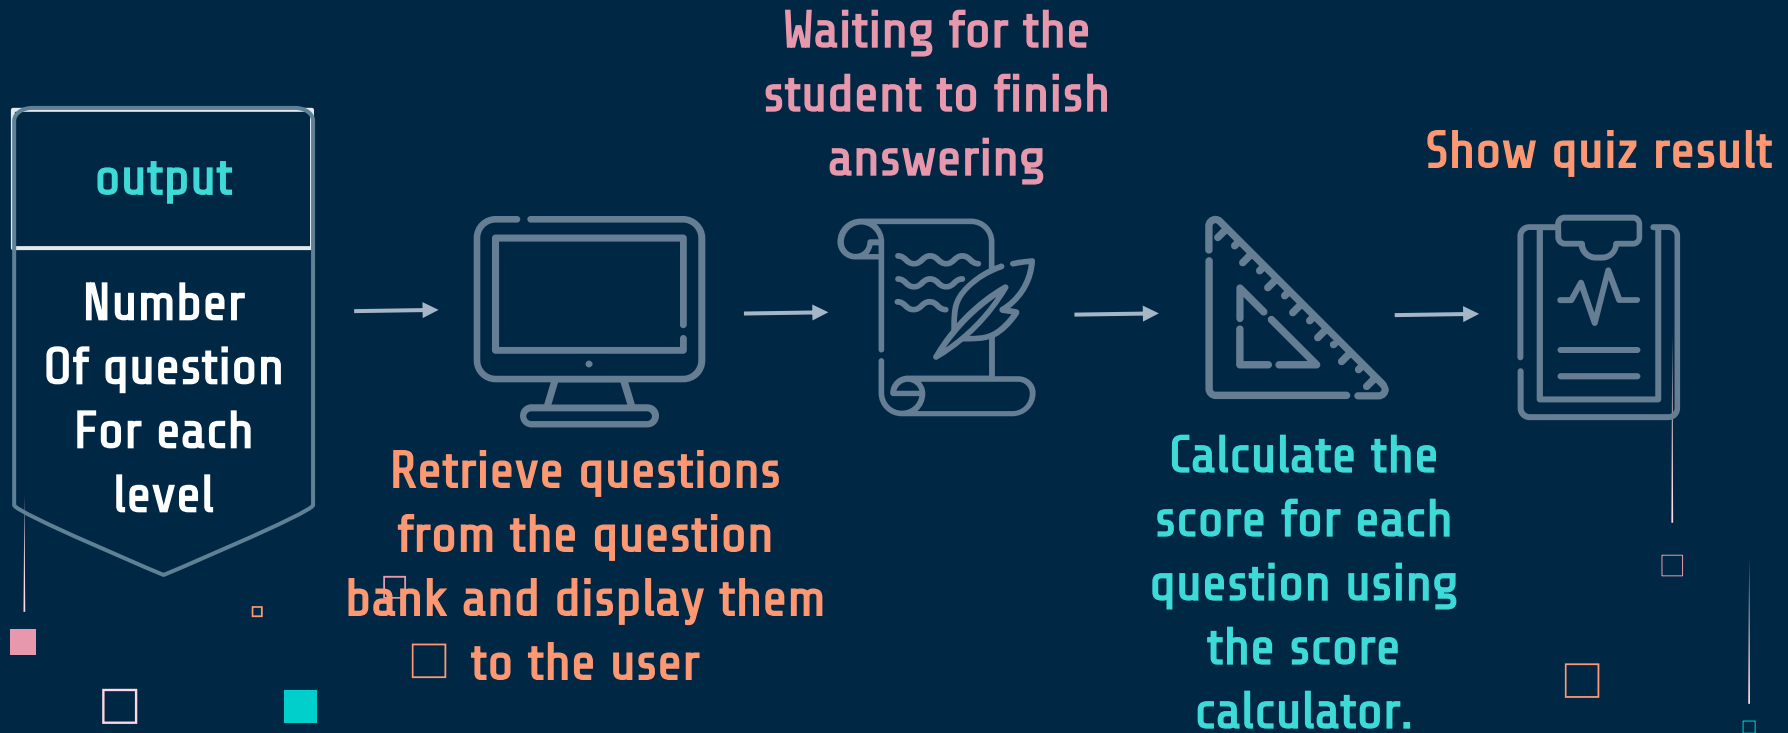 output
Number
Of question
For each
level
Retrieve questions
from the question
bank and display them
to the user
Waiting for the
student to finish
answering
Calculate the
score for each
question using
the score
calculator.
Show quiz result